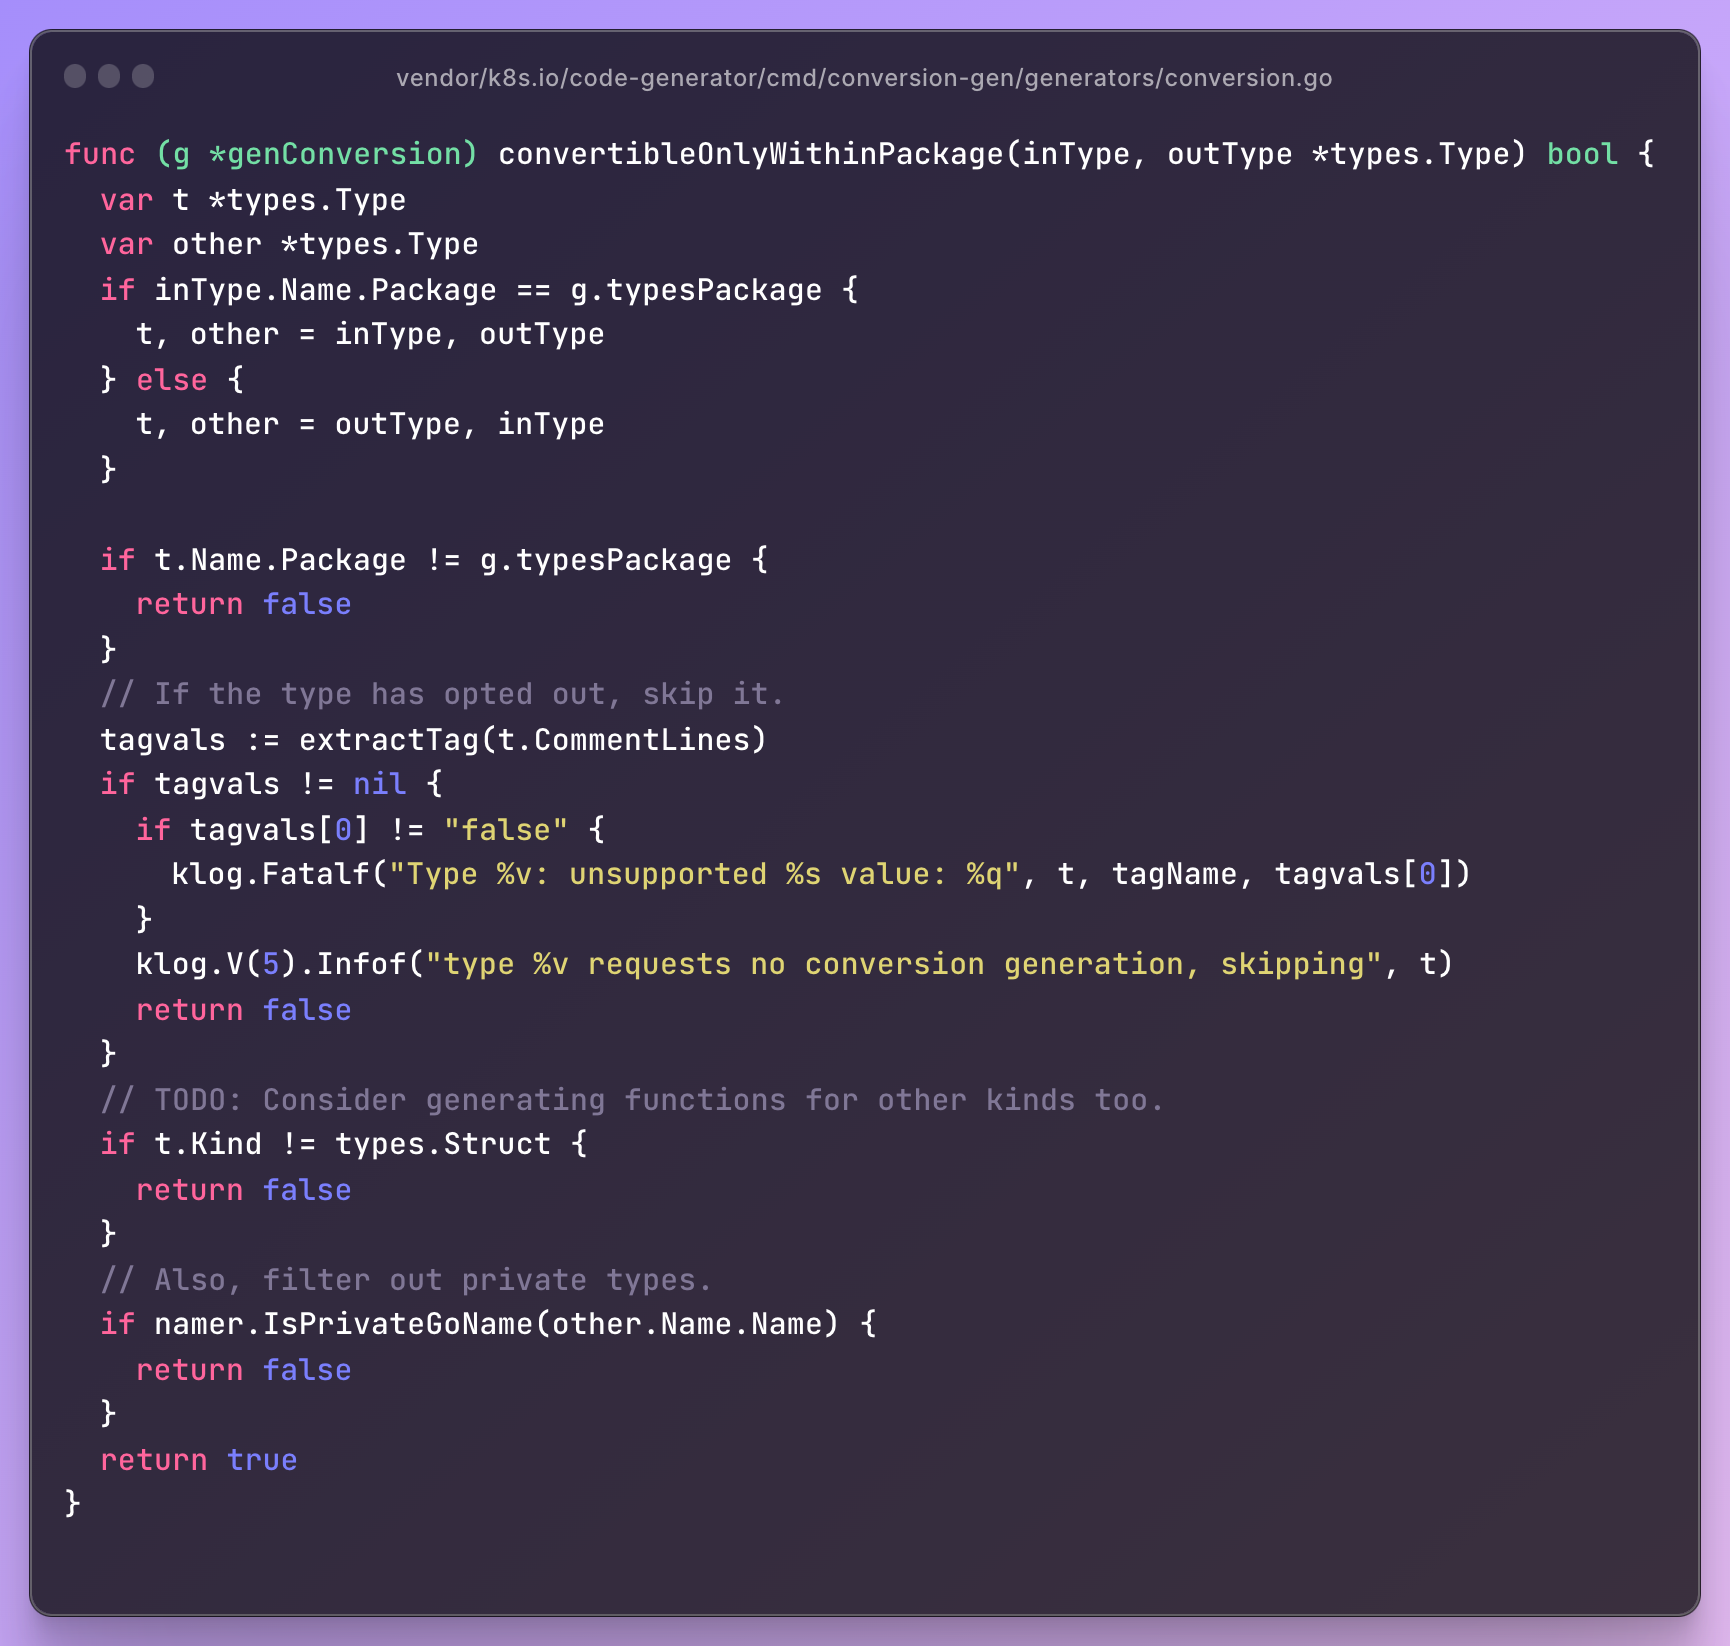 vendor/k8s.io/code-generator/cmd/conversion-gen/generators/conversion.go
func (g *genConversion) convertibleOnlyWithinPackage(inType, outType *types.Type) bool {
  var t *types.Type
  var other *types.Type
  if inType.Name.Package == g.typesPackage {
    t, other = inType, outType
  } else {
    t, other = outType, inType
  }

  if t.Name.Package != g.typesPackage {
    return false
  }
  // If the type has opted out, skip it.
  tagvals := extractTag(t.CommentLines)
  if tagvals != nil {
    if tagvals[0] != "false" {
      klog.Fatalf("Type %v: unsupported %s value: %q", t, tagName, tagvals[0])
    }
    klog.V(5).Infof("type %v requests no conversion generation, skipping", t)
    return false
  }
  // TODO: Consider generating functions for other kinds too.
  if t.Kind != types.Struct {
    return false
  }
  // Also, filter out private types.
  if namer.IsPrivateGoName(other.Name.Name) {
    return false
  }
  return true
}